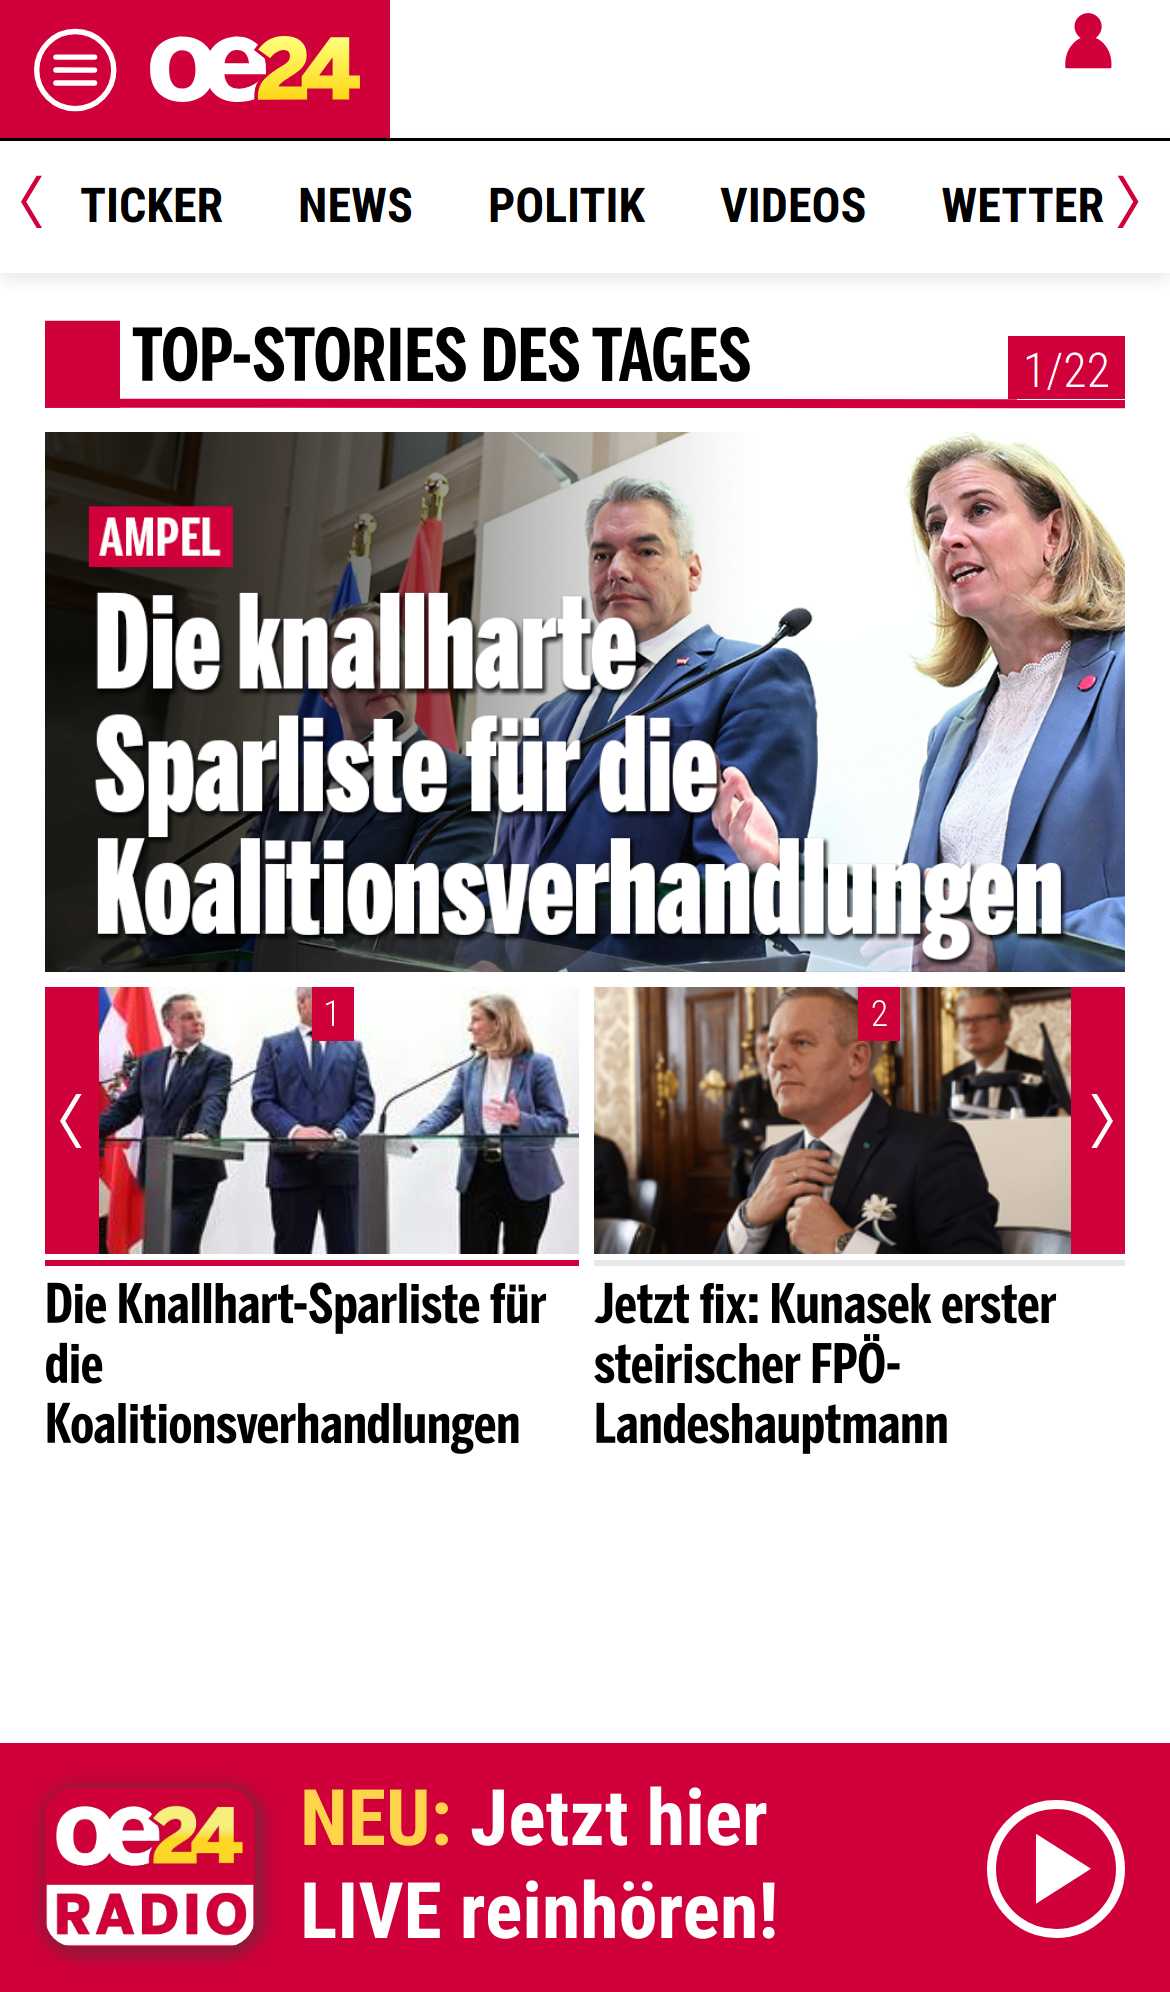 oe24
TICKER NEWS POLITIK VIDEOS WETTER
TOP-STORIES DES TAGES
1/22
AMPEL
Die knallharte
Sparliste für die
Koalitionsverhandlungen
1
2
Die Knallhart-Sparliste für
die
Koalitionsverhandlungen
Jetzt fix: Kunasek erster
steirischer FPÖ-
Landeshauptmann
oe24
RADIO
NEU: Jetzt hier
LIVE reinhören!